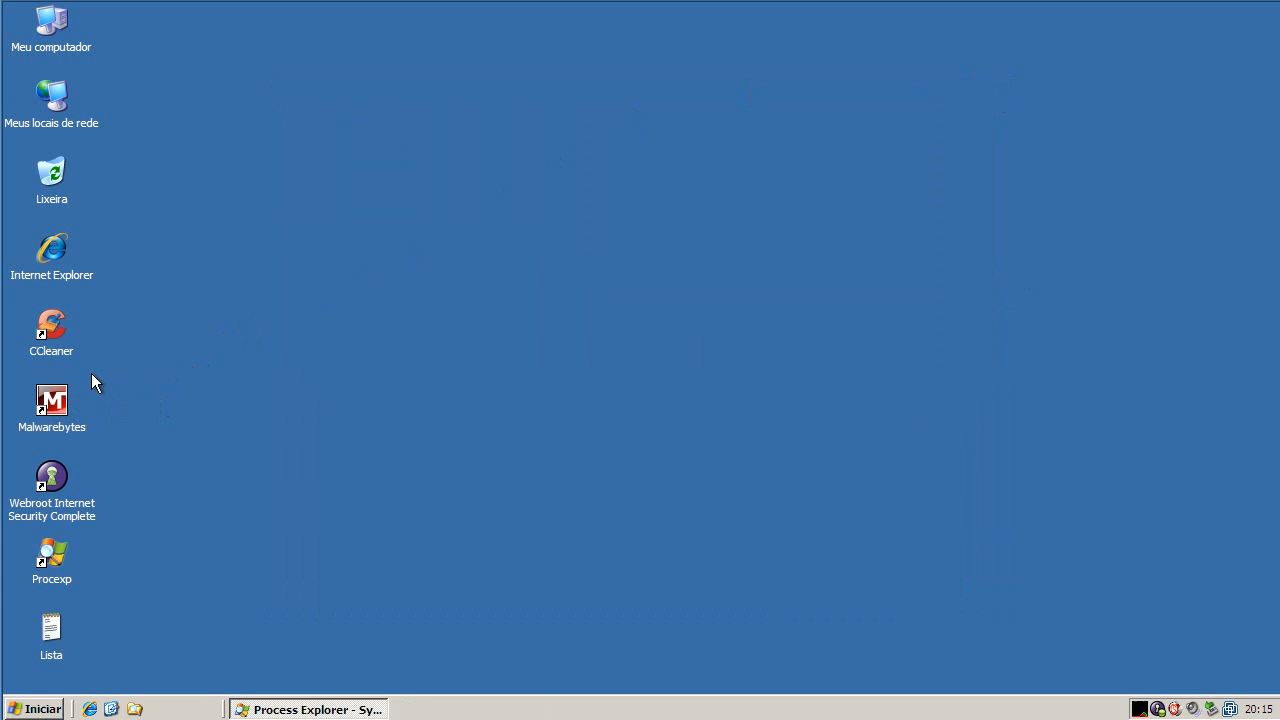 Meu computador
Meus locais de rede
Lixeira
Internet Explorer
CCleaner
Malwarebytes
Webroot Internet
Security Complete
Procexp
Lista
Iniciar
Process Explorer - Sy...
20:15